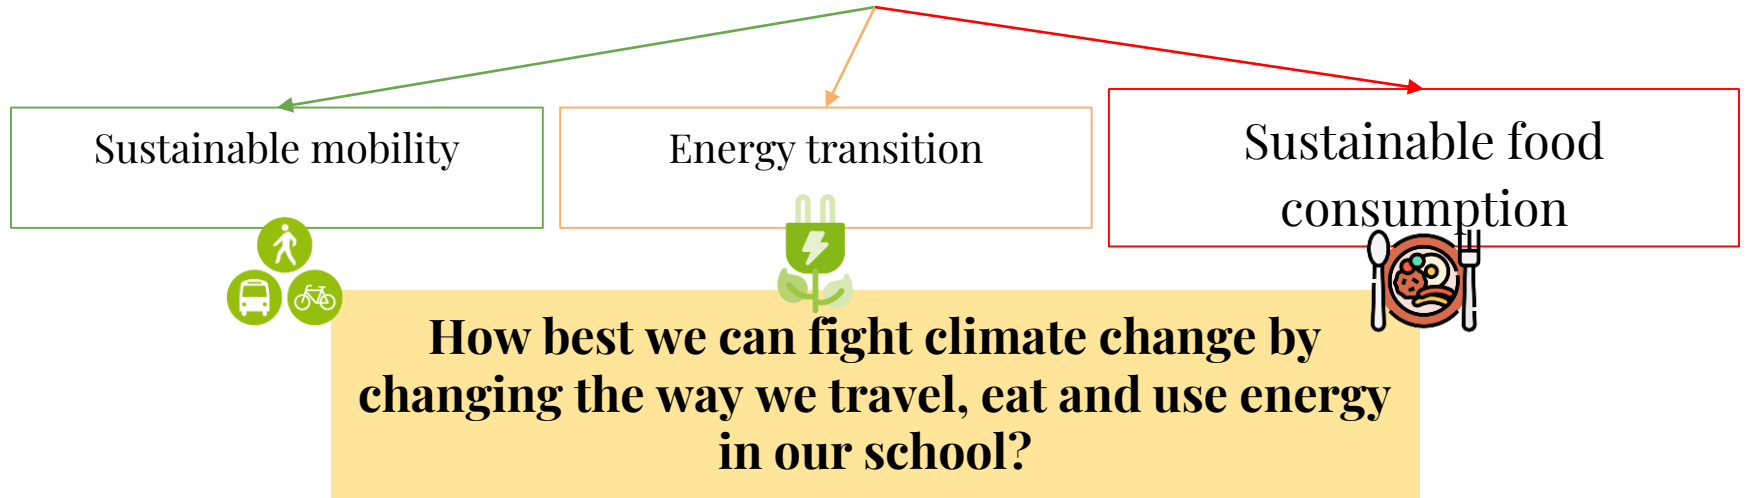 Sustainable mobility
Energy transition
Sustainable food
consumption
How best we can fight climate change by
changing the way we travel, eat and use energy
in our school?